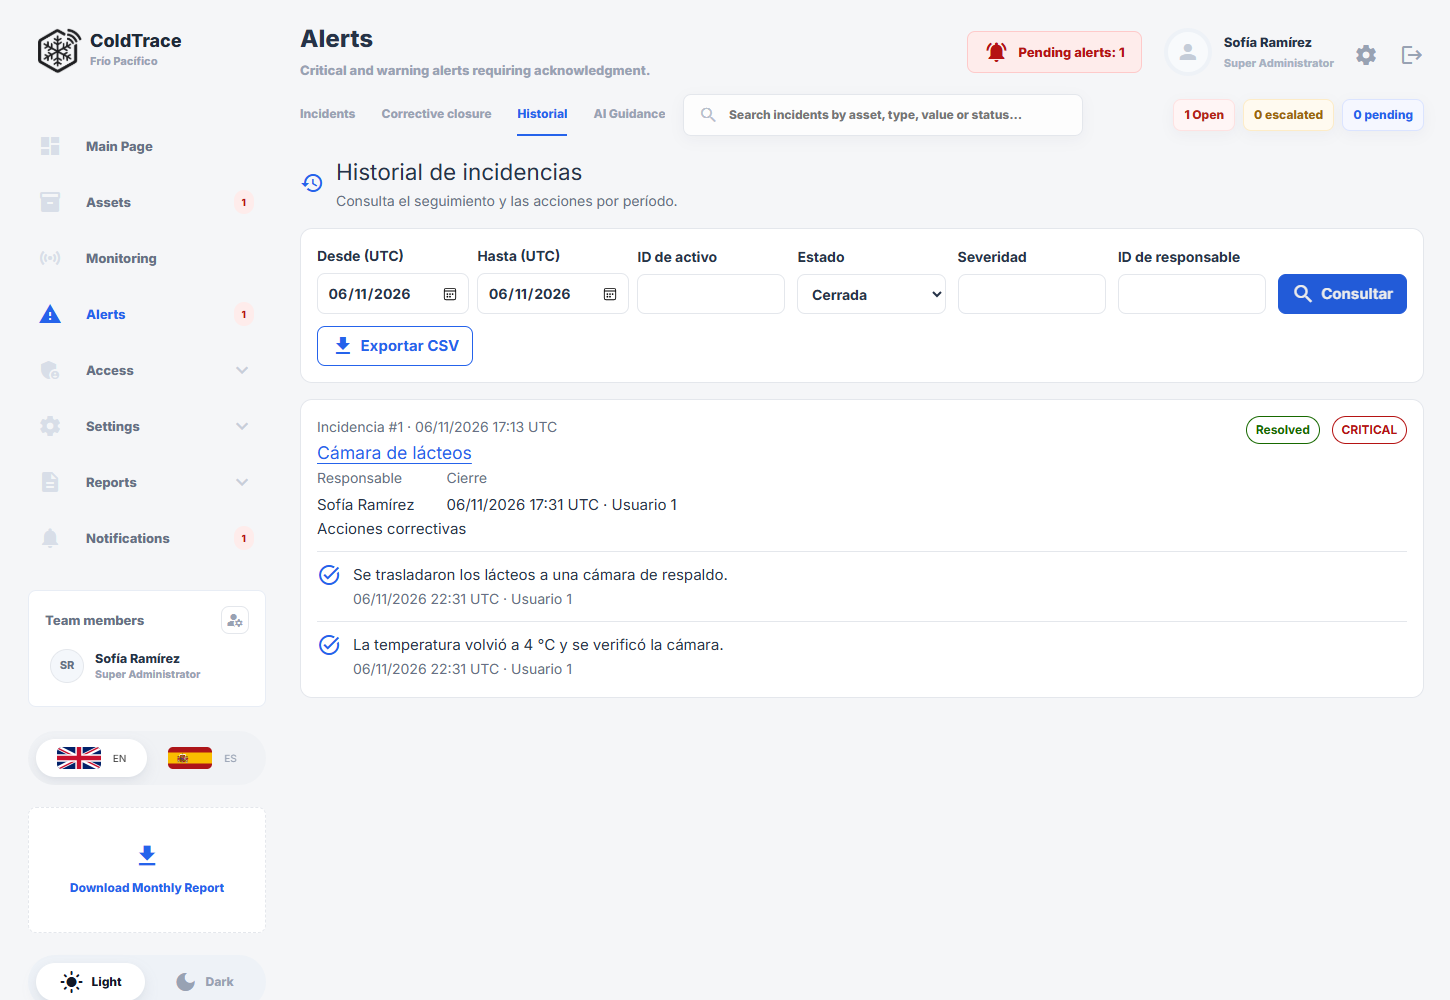 ColdTrace
Frío Pacífico
Main Page
Assets 1
Monitoring
Alerts 1
Access
Settings
Reports
Notifications 1
Team members
SR
Sofía Ramírez
Super Administrator
EN
ES
Download Monthly Report
Light
Dark
Alerts
Critical and warning alerts requiring acknowledgment.
Pending alerts: 1
Sofía Ramírez
Super Administrator
Incidents
Corrective closure
Historial
AI Guidance
Search incidents by asset, type, value or status...
1 Open
0 escalated
0 pending
Historial de incidencias
Consulta el seguimiento y las acciones por período.
Desde (UTC)
06/11/2026
Hasta (UTC)
06/11/2026
ID de activo
Estado
Cerrada
Severidad
ID de responsable
Consultar
Exportar CSV
Incidencia #1 · 06/11/2026 17:13 UTC
Resolved
CRITICAL
Cámara de lácteos
Responsable
Sofía Ramírez
Cierre
06/11/2026 17:31 UTC · Usuario 1
Acciones correctivas
Se trasladaron los lácteos a una cámara de respaldo.
06/11/2026 22:31 UTC · Usuario 1
La temperatura volvió a 4 °C y se verificó la cámara.
06/11/2026 22:31 UTC · Usuario 1